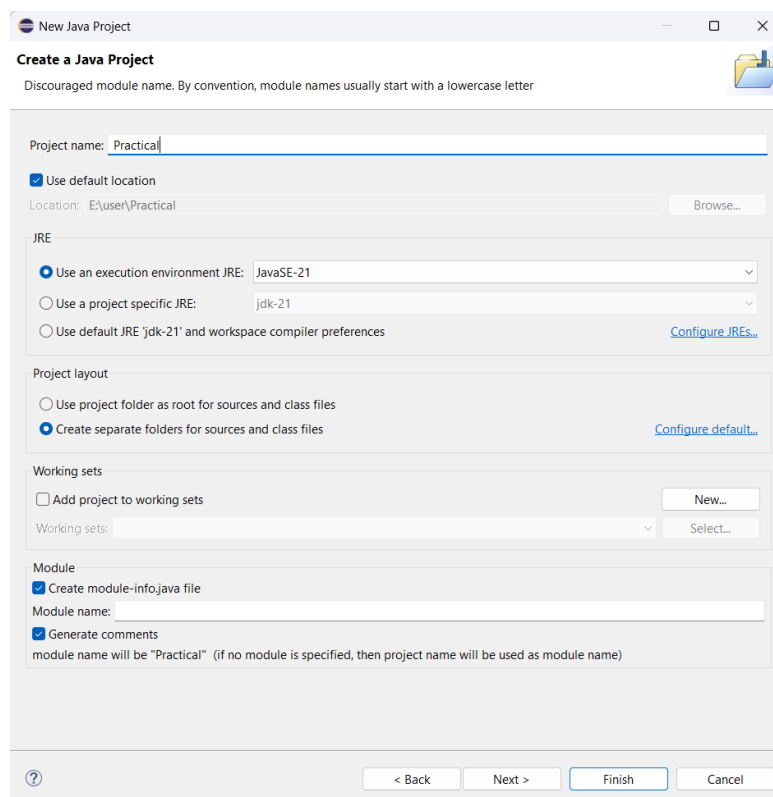 New Java Project
Create a Java Project
Discouraged module name. By convention, module names usually start with a lowercase letter
Project name: Practical
Use default location
Location: E:\user\Practical Browse...
JRE
Use an execution environment JRE: JavaSE-21
Use a project specific JRE: jdk-21
Use default JRE 'jdk-21' and workspace compiler preferences Configure JREs...
Project layout
Use project folder as root for sources and class files
Create separate folders for sources and class files Configure default...
Working sets
Add project to working sets New...
Working sets: Select...
Module
Create module-info.java file
Module name:
Generate comments
module name will be "Practical" (if no module is specified, then project name will be used as module name)
? < Back Next > Finish Cancel